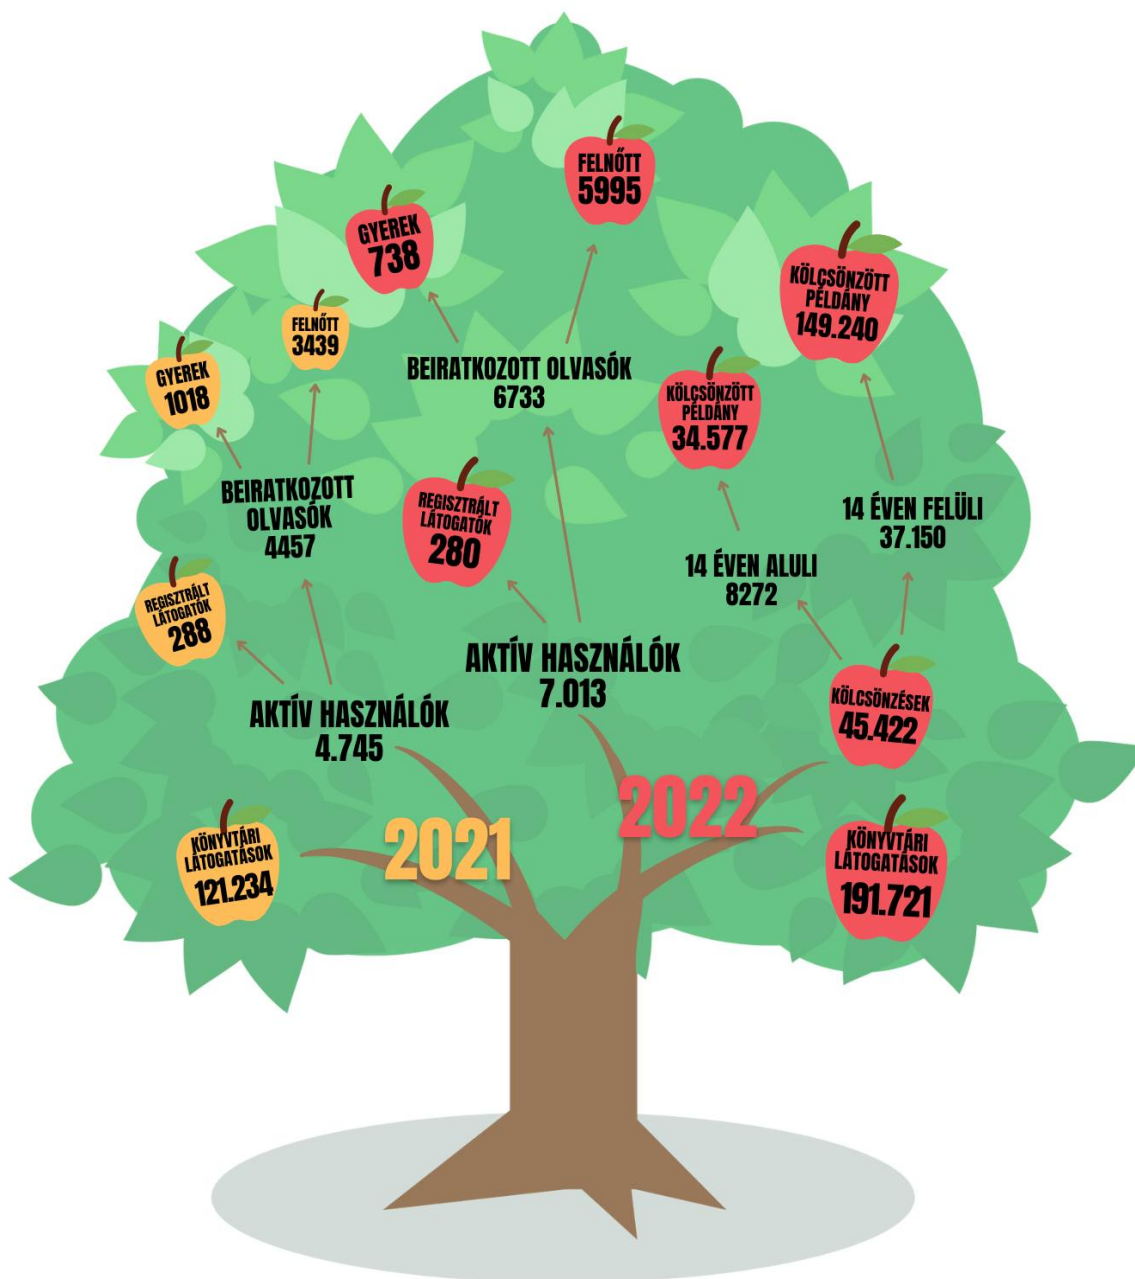 FELNŐTT
5995
GYEREK
738
KÖLCSÖNZÖTT
PÉLDÁNY
149.240
FELNŐTT
3439
GYEREK
1018
BEIRATKOZOTT OLVASÓK
6733
KÖLCSÖNZÖTT
PÉLDÁNY
34.577
BEIRATKOZOTT
OLVASÓK
4457
REGISZTRÁLT
LÁTOGATÓK
280
14 ÉVEN FELÜLI
37.150
14 ÉVEN ALULI
8272
REGISZTRÁLT
LÁTOGATÓK
288
AKTÍV HASZNÁLÓK
7.013
KÖLCSÖNZÉSEK
45.422
AKTÍV HASZNÁLÓK
4.745
2022
2021
KÖNYVTÁRI
LÁTOGATÁSOK
121.234
KÖNYVTÁRI
LÁTOGATÁSOK
191.721